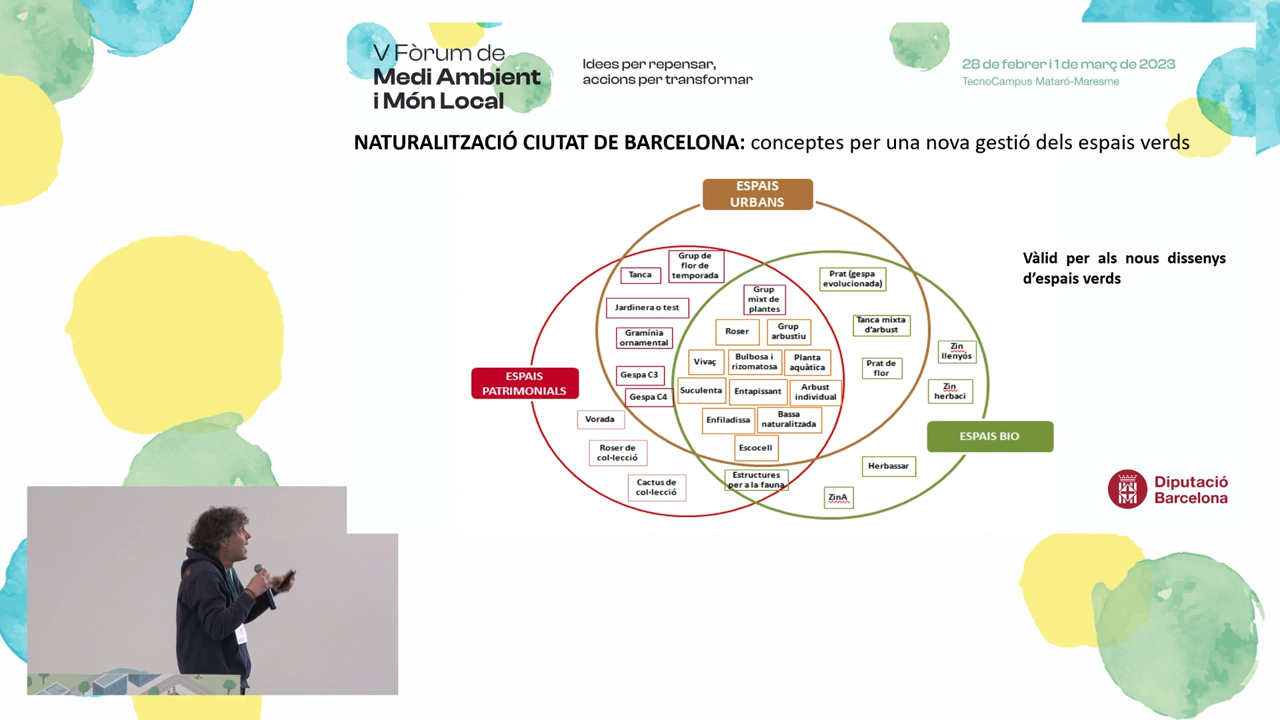 V Fòrum de
Medi Ambient
i Món Local
Idees per repensar,
accions per transformar
28 de febrer i 1 de març de 2023
TecnoCampus Mataró-Maresme
NATURALITZACIÓ CIUTAT DE BARCELONA: conceptes per una nova gestió dels espais verds
ESPAIS
URBANS
Vàlid per als nous dissenys
d'espais verds
Grup de
flor de
temporada
Tanca
Prat (gespa
evolucionada)
Grup
mixt de
plantes
Jardinera o test
Gramínia
ornamental
Roser
Grup
arbustiu
Tanca mixta
d'arbust
Zin
llenyós
Vivaç
Bulbosa i
rizomatosa
Planta
aquàtica
Prat de
flor
Gespa C3
ESPAIS
PATRIMONIALS
Gespa C4
Suculenta
Entapissant
Arbust
individual
Zin
herbaci
Vorada
Enfiladissa
Bassa
naturalitzada
ESPAIS BIO
Roser de
col·lecció
Escocell
Herbassar
Cactus de
col·lecció
Estructures
per a la fauna
ZinA
Diputació
Barcelona